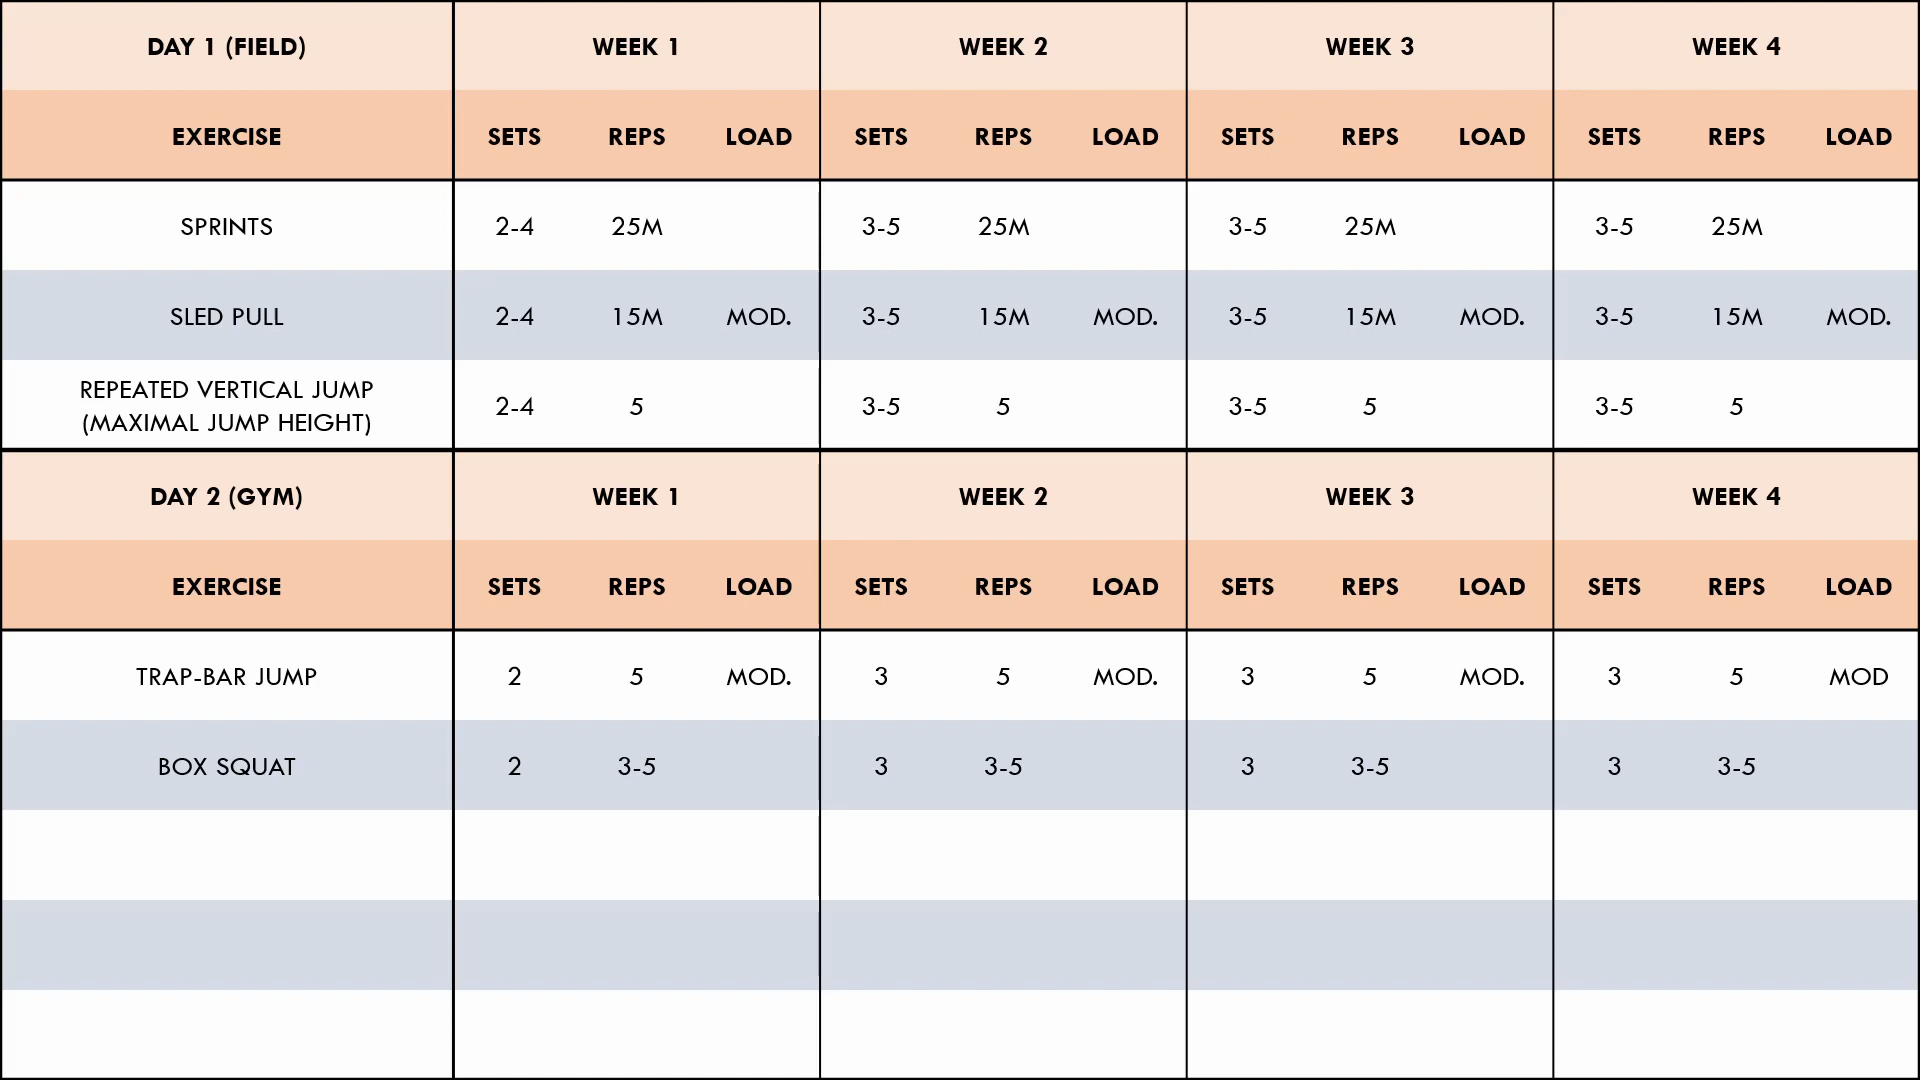 DAY 1 (FIELD) WEEK 1 WEEK 2 WEEK 3 WEEK 4
EXERCISE SETS REPS LOAD SETS REPS LOAD SETS REPS LOAD SETS REPS LOAD
SPRINTS 2-4 25M 3-5 25M 3-5 25M 3-5 25M
SLED PULL 2-4 15M MOD. 3-5 15M MOD. 3-5 15M MOD. 3-5 15M MOD.
REPEATED VERTICAL JUMP
(MAXIMAL JUMP HEIGHT) 2-4 5 3-5 5 3-5 5 3-5 5
DAY 2 (GYM) WEEK 1 WEEK 2 WEEK 3 WEEK 4
EXERCISE SETS REPS LOAD SETS REPS LOAD SETS REPS LOAD SETS REPS LOAD
TRAP-BAR JUMP 2 5 MOD. 3 5 MOD. 3 5 MOD. 3 5 MOD
BOX SQUAT 2 3-5 3 3-5 3 3-5 3 3-5